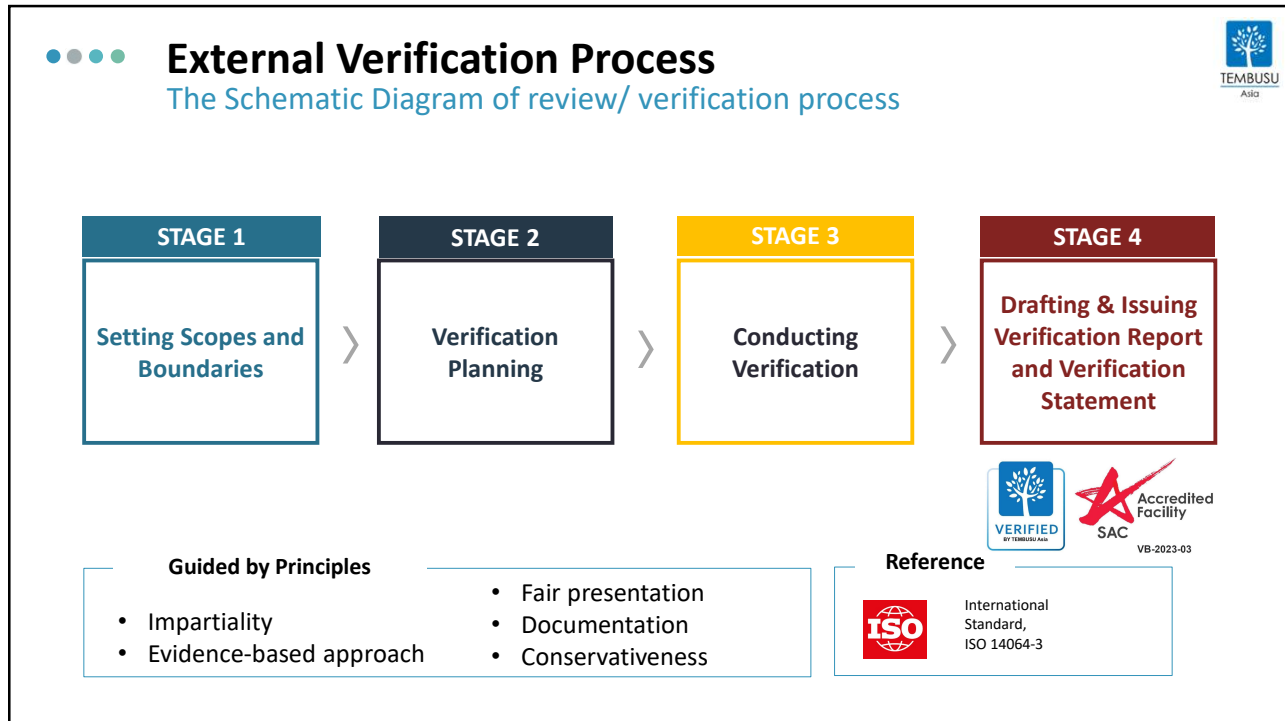 External Verification Process
The Schematic Diagram of review/ verification process
TEMBUSU
Asia
STAGE 1
Setting Scopes and
Boundaries
STAGE 2
Verification
Planning
STAGE 3
Conducting
Verification
STAGE 4
Drafting & Issuing
Verification Report
and Verification
Statement
VERIFIED
BY TEMBUSU Asia
Accredited
Facility
SAC
VB-2023-03
Guided by Principles
• Impartiality
• Evidence-based approach
• Fair presentation
• Documentation
• Conservativeness
Reference
ISO
International
Standard,
ISO 14064-3